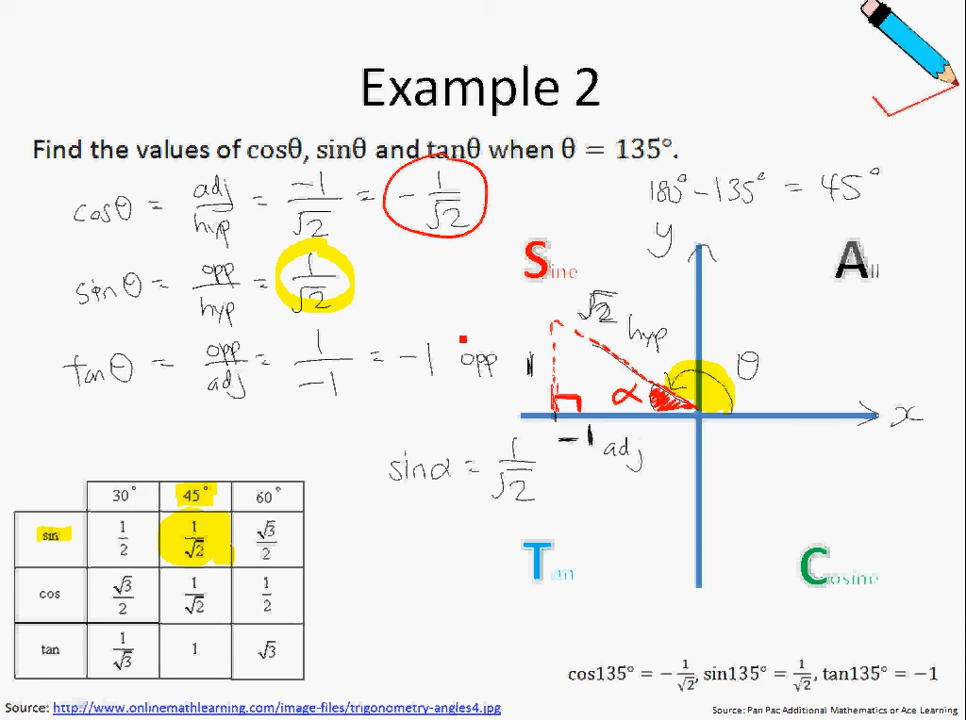 Example 2
Find the values of cosθ, sinθ and tanθ when θ = 135°.
cosθ = adj/hyp = -1/√2 = -1/√2
180° - 135° = 45°
sinθ = opp/hyp = 1/√2
tanθ = opp/adj = 1/-1 = -1
y
Sine
All
√2 hyp
opp 1
α
θ
x
-1 adj
sinα = 1/√2
Tan
Cosine
30° 45° 60°
sin 1/2 1/√2 √3/2
cos √3/2 1/√2 1/2
tan 1/√3 1 √3
cos135° = -1/√2, sin135° = 1/√2, tan135° = -1
Source: http://www.onlinemathlearning.com/image-files/trigonometry-angles4.jpg
Source: Pan Pac Additional Mathematics or Ace Learning